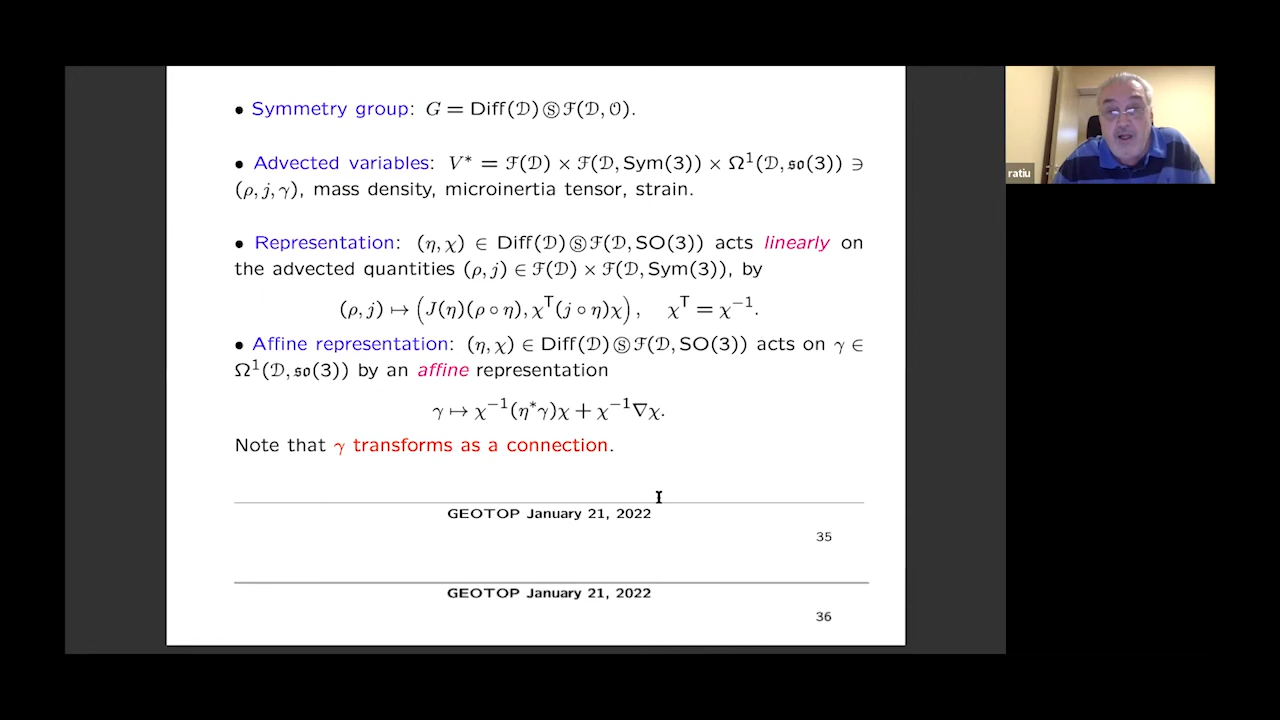 • Symmetry group: G = Diff(𝒟)Ⓢℱ(𝒟, 𝒪).
• Advected variables: V* = ℱ(𝒟) × ℱ(𝒟, Sym(3)) × Ω¹(𝒟, 𝔰𝔬(3)) ∋
(ρ, j, γ), mass density, microinertia tensor, strain.
• Representation: (η, χ) ∈ Diff(𝒟)Ⓢℱ(𝒟, SO(3)) acts linearly on
the advected quantities (ρ, j) ∈ ℱ(𝒟) × ℱ(𝒟, Sym(3)), by
(ρ, j) ↦ (J(η)(ρ ∘ η), χᵀ(j ∘ η)χ), χᵀ = χ⁻¹.
• Affine representation: (η, χ) ∈ Diff(𝒟)Ⓢℱ(𝒟, SO(3)) acts on γ ∈
Ω¹(𝒟, 𝔰𝔬(3)) by an affine representation
γ ↦ χ⁻¹(η*γ)χ + χ⁻¹∇χ.
Note that γ transforms as a connection.
GEOTOP January 21, 2022
35
GEOTOP January 21, 2022
36
ratiu